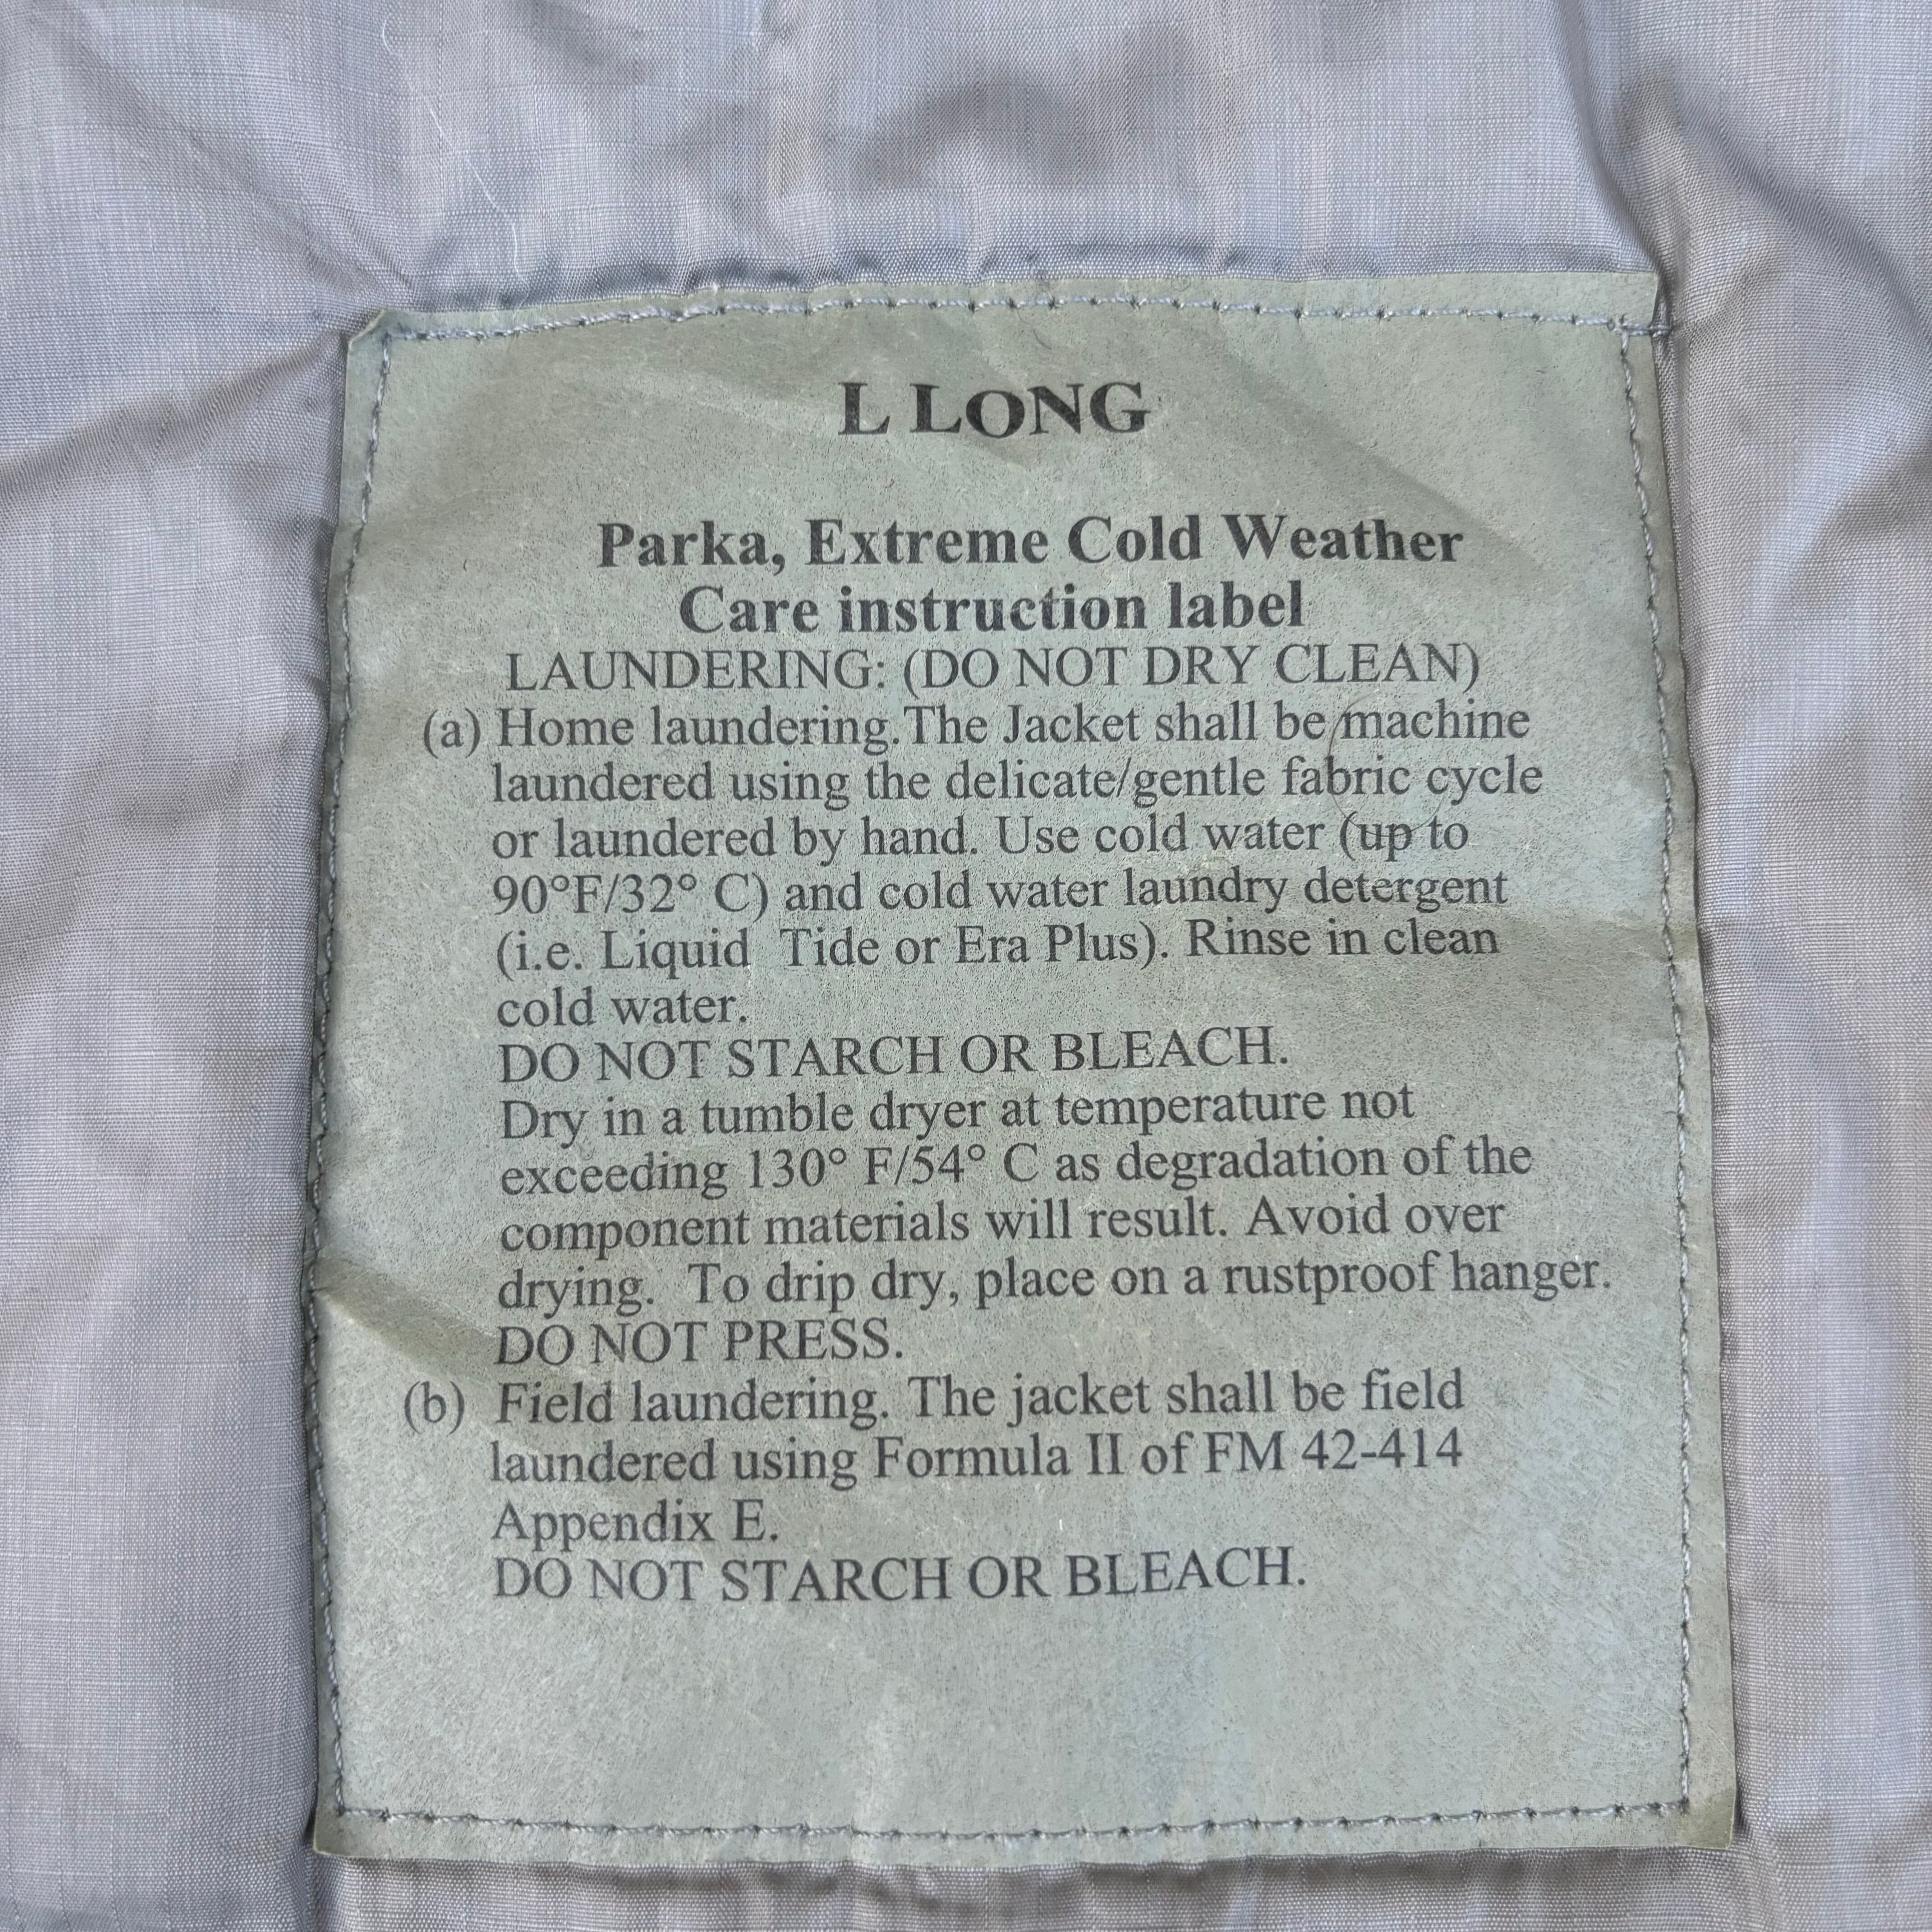 L LONG
Parka, Extreme Cold Weather
Care instruction label
LAUNDERING: (DO NOT DRY CLEAN)
(a) Home laundering.The Jacket shall be machine
laundered using the delicate/gentle fabric cycle
or laundered by hand. Use cold water (up to
90°F/32° C) and cold water laundry detergent
(i.e. Liquid  Tide or Era Plus). Rinse in clean
cold water.
DO NOT STARCH OR BLEACH.
Dry in a tumble dryer at temperature not
exceeding 130° F/54° C as degradation of the
component materials will result. Avoid over
drying.  To drip dry, place on a rustproof hanger.
DO NOT PRESS.
(b) Field laundering. The jacket shall be field
laundered using Formula II of FM 42-414
Appendix E.
DO NOT STARCH OR BLEACH.